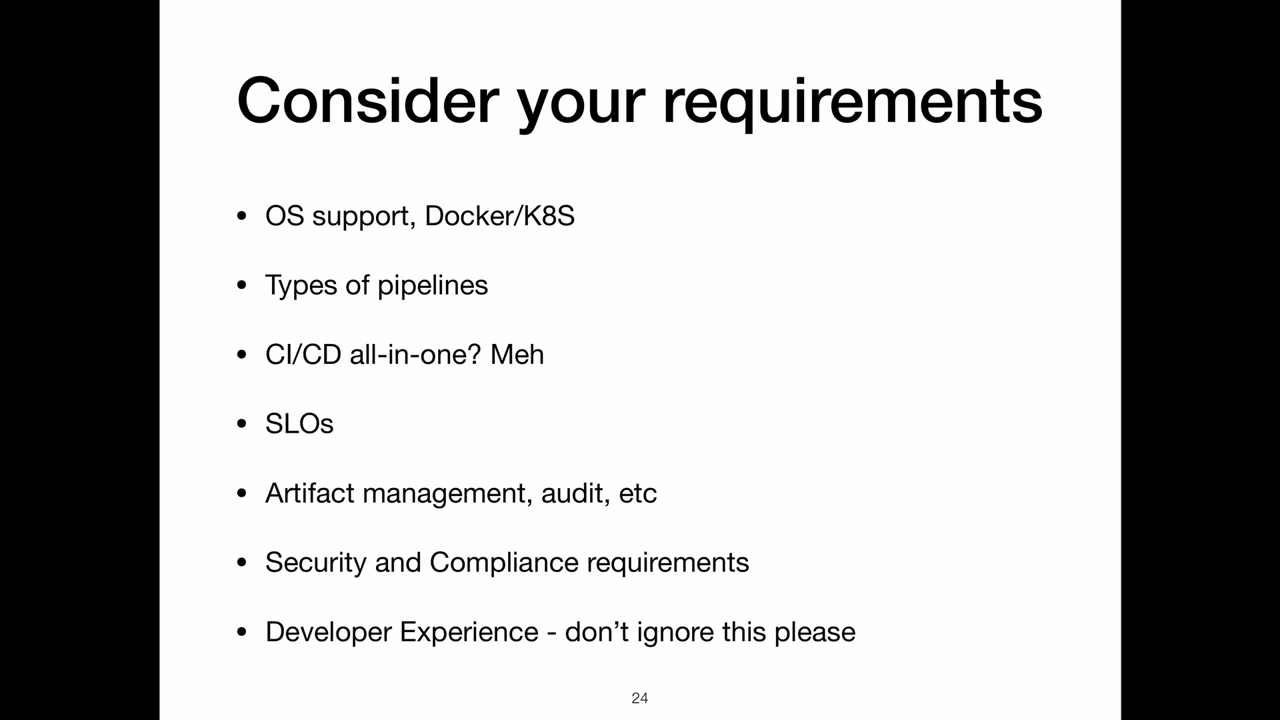 Consider your requirements
• OS support, Docker/K8S
• Types of pipelines
• CI/CD all-in-one? Meh
• SLOs
• Artifact management, audit, etc
• Security and Compliance requirements
• Developer Experience - don’t ignore this please
24